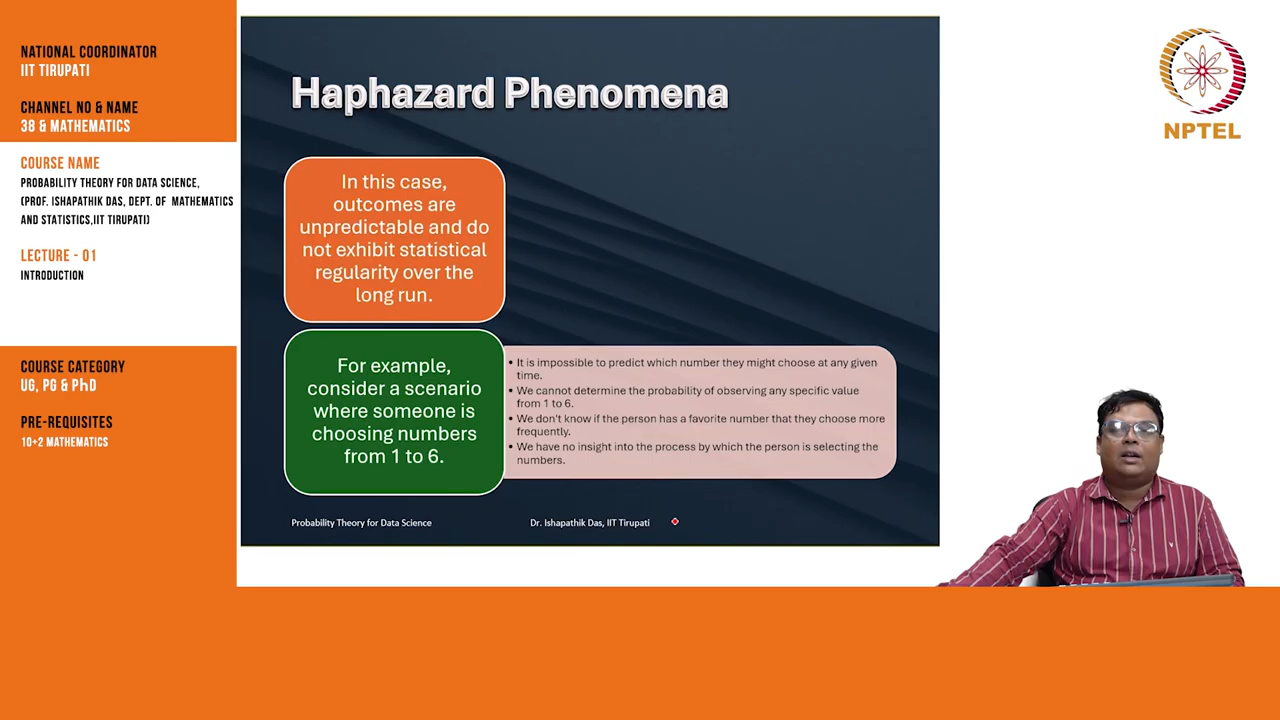 NATIONAL COORDINATOR
IIT TIRUPATI
CHANNEL NO & NAME
38 & MATHEMATICS
COURSE NAME
PROBABILITY THEORY FOR DATA SCIENCE,
(PROF. ISHAPATHIK DAS, DEPT. OF MATHEMATICS
AND STATISTICS,IIT TIRUPATI)
LECTURE - 01
INTRODUCTION
COURSE CATEGORY
UG, PG & PhD
PRE-REQUISITES
10+2 MATHEMATICS
Haphazard Phenomena
In this case,
outcomes are
unpredictable and do
not exhibit statistical
regularity over the
long run.
For example,
consider a scenario
where someone is
choosing numbers
from 1 to 6.
• It is impossible to predict which number they might choose at any given
time.
• We cannot determine the probability of observing any specific value
from 1 to 6.
• We don't know if the person has a favorite number that they choose more
frequently.
• We have no insight into the process by which the person is selecting the
numbers.
Probability Theory for Data Science
Dr. Ishapathik Das, IIT Tirupati
NPTEL